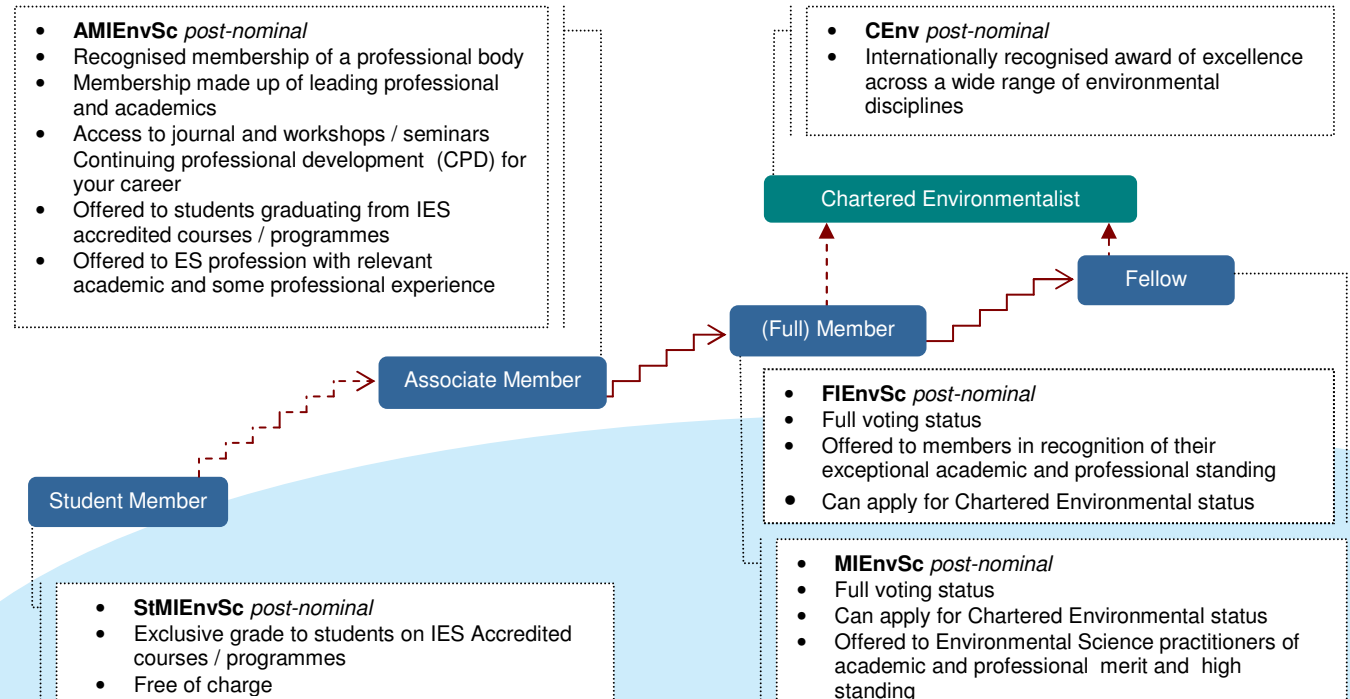 • AMIEnvSc post-nominal
• Recognised membership of a professional body
• Membership made up of leading professional
and academics
• Access to journal and workshops / seminars
Continuing professional development (CPD) for
your career
• Offered to students graduating from IES
accredited courses / programmes
• Offered to ES profession with relevant
academic and some professional experience
• CEnv post-nominal
• Internationally recognised award of excellence
across a wide range of environmental
disciplines
Chartered Environmentalist
Fellow
(Full) Member
Associate Member
Student Member
• FIEnvSc post-nominal
• Full voting status
• Offered to members in recognition of their
exceptional academic and professional standing
• Can apply for Chartered Environmental status
• StMIEnvSc post-nominal
• Exclusive grade to students on IES Accredited
courses / programmes
• Free of charge
• MIEnvSc post-nominal
• Full voting status
• Can apply for Chartered Environmental status
• Offered to Environmental Science practitioners of
academic and professional merit and high
standing